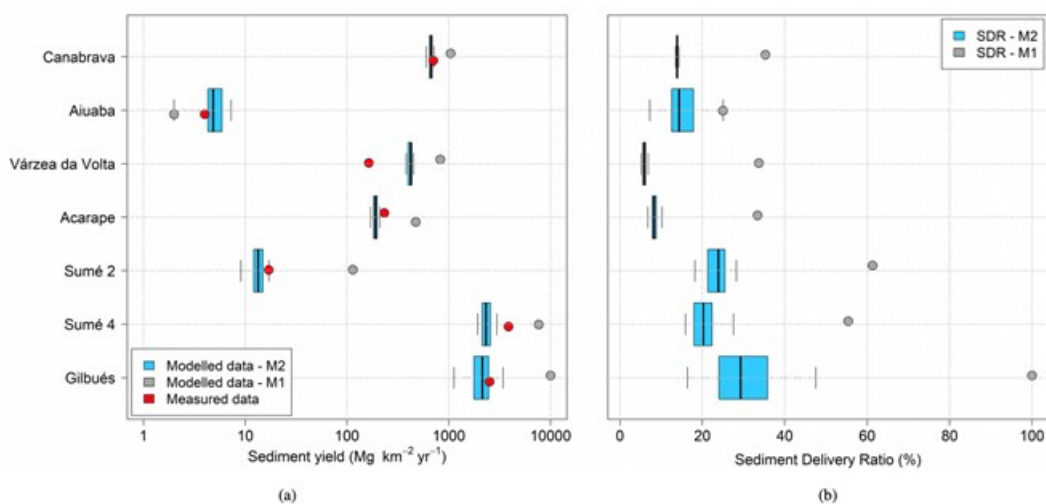 Canabrava
Aiuaba
Várzea da Volta
Acarape
Sumé 2
Sumé 4
Gilbués
Modelled data - M2
Modelled data - M1
Measured data
1 10 100 1000 10000
Sediment yield (Mg km⁻² yr⁻¹)
(a)
SDR - M2
SDR - M1
0 20 40 60 80 100
Sediment Delivery Ratio (%)
(b)